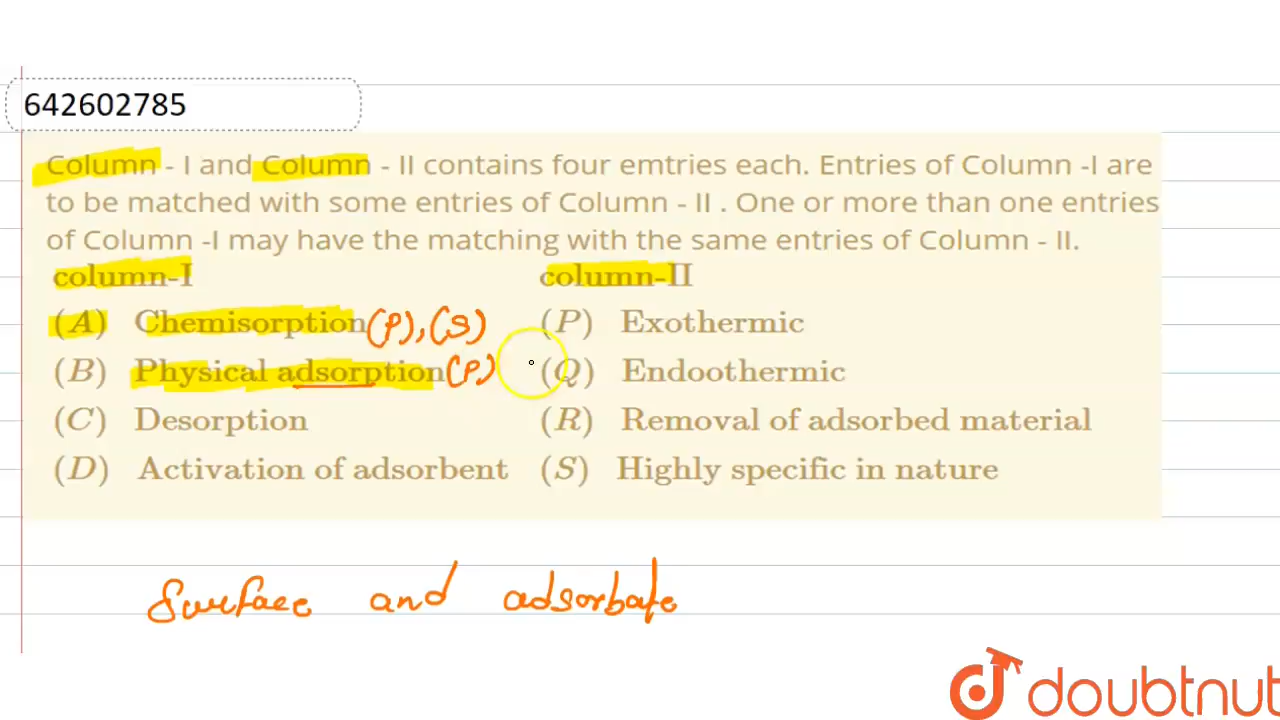 642602785
Column - I and Column - II contains four emtries each. Entries of Column -I are
to be matched with some entries of Column - II . One or more than one entries
of Column -I may have the matching with the same entries of Column - II.
column-I column-II
(A) Chemisorption (P), (S) (P) Exothermic
(B) Physical adsorption (P) (Q) Endoothermic
(C) Desorption (R) Removal of adsorbed material
(D) Activation of adsorbent (S) Highly specific in nature
Surface and adsorbate
doubtnut